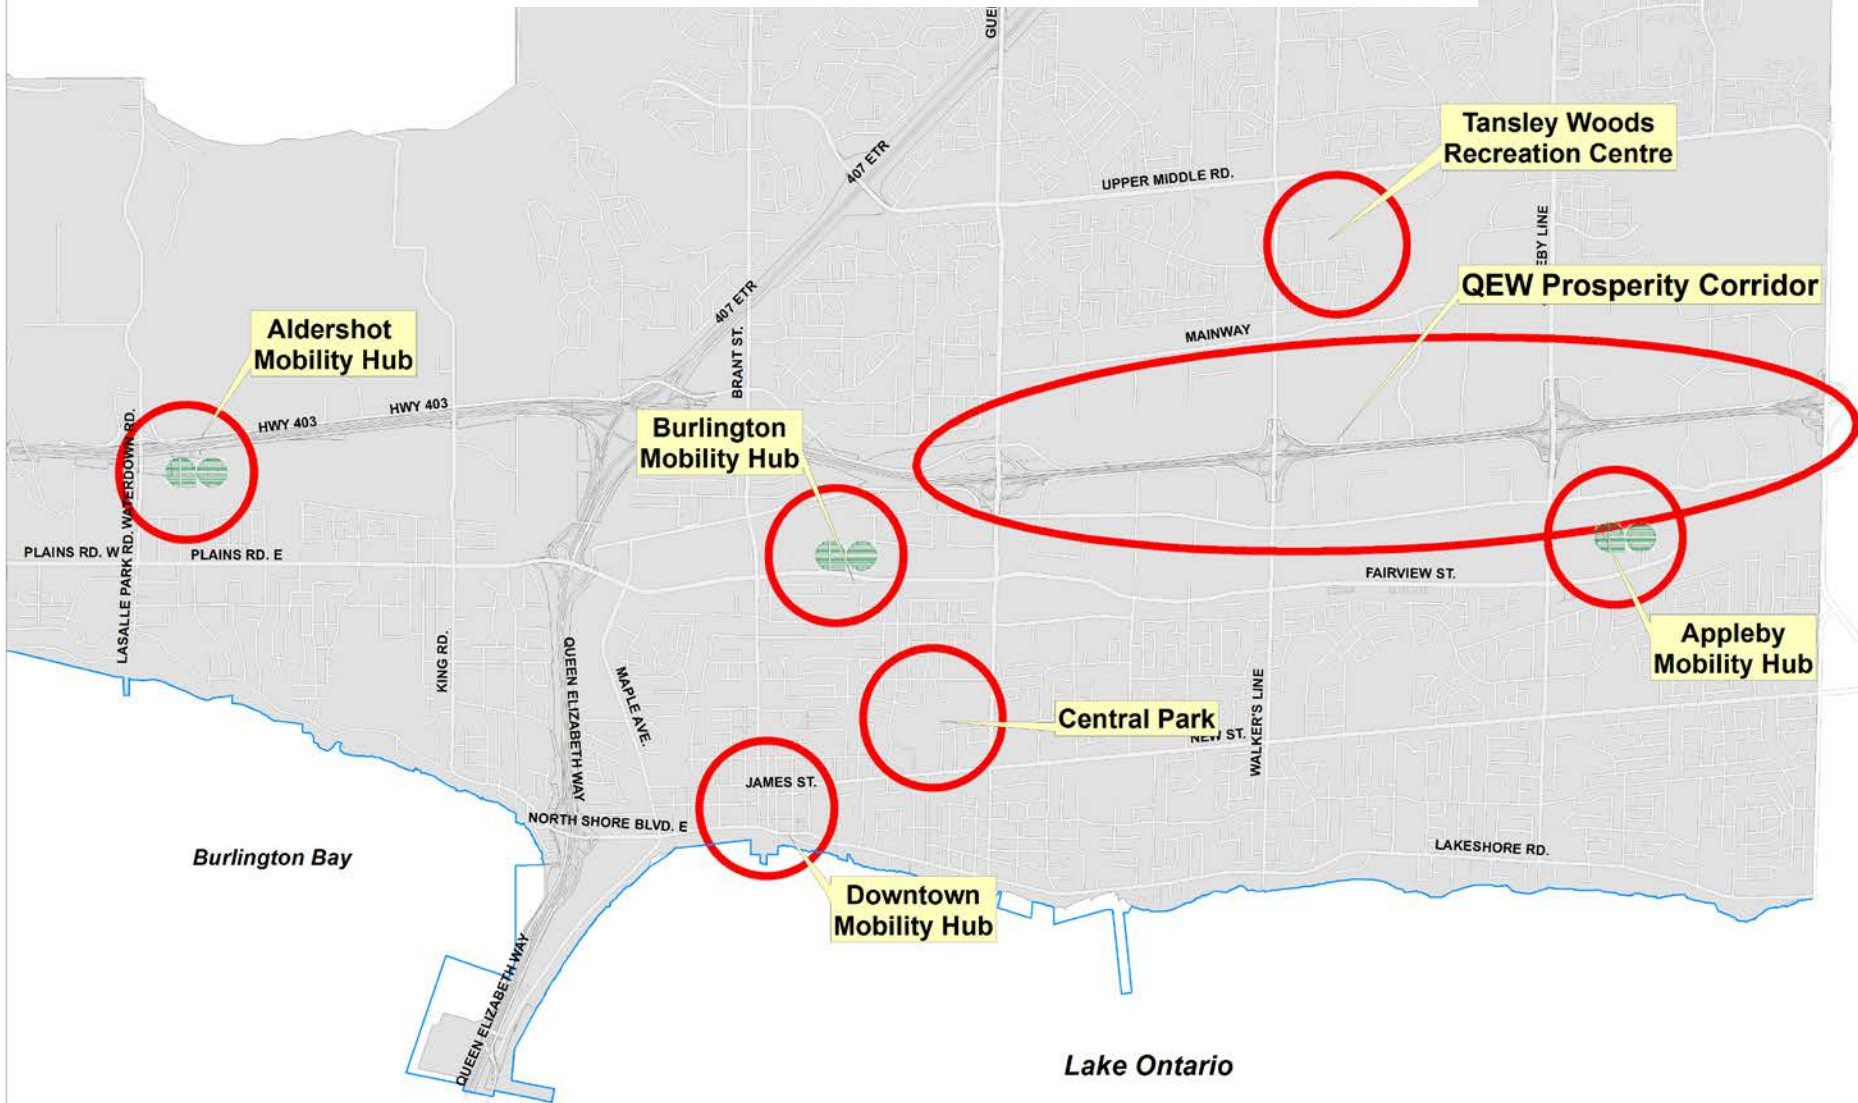 GUE
Tansley Woods
Recreation Centre
407 ETR
UPPER MIDDLE RD.
EBY LINE
QEW Prosperity Corridor
407 ETR
Aldershot
Mobility Hub
MAINWAY
BRANT ST.
HWY 403
HWY 403
Burlington
Mobility Hub
LASALLE PARK RD. WATERDOWN RD.
PLAINS RD. W
PLAINS RD. E
FAIRVIEW ST.
Appleby
Mobility Hub
KING RD.
QUEEN ELIZABETH WAY
MAPLE AVE.
Central Park
NEW ST.
WALKER'S LINE
JAMES ST.
NORTH SHORE BLVD. E
LAKESHORE RD.
Burlington Bay
Downtown
Mobility Hub
QUEEN ELIZABETH WAY
Lake Ontario